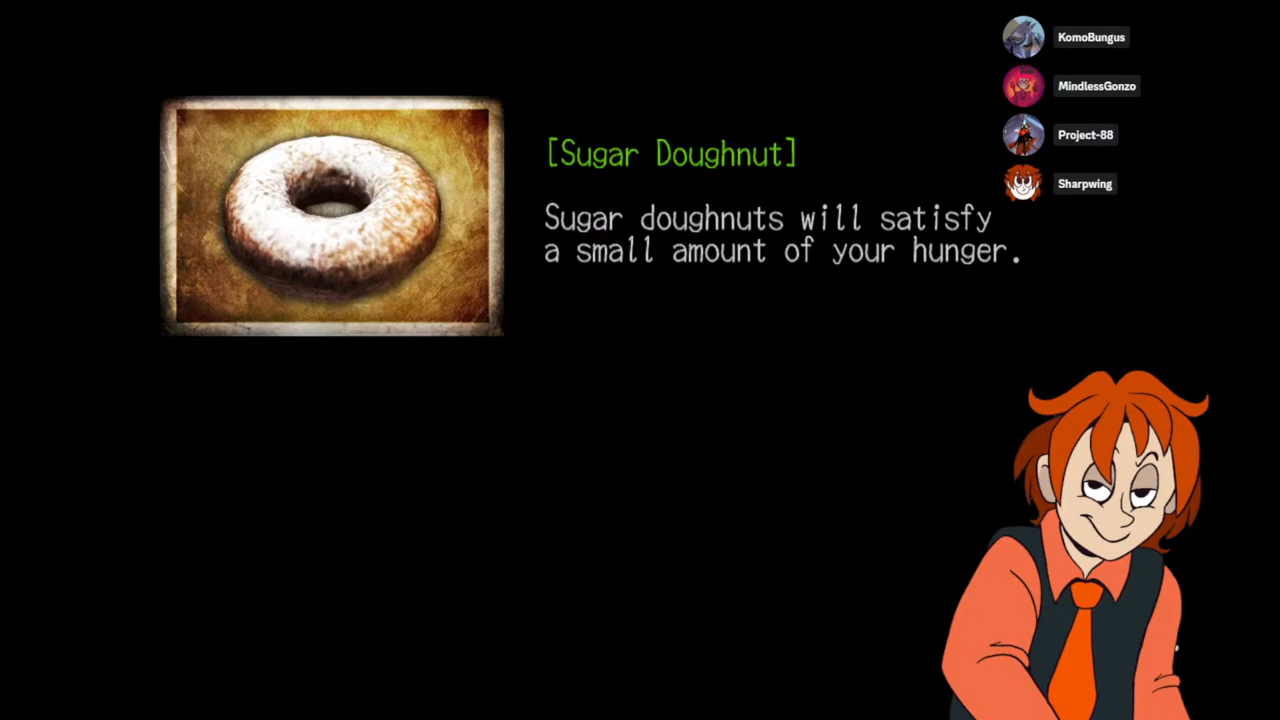 KomoBungus
MindlessGonzo
Project-88
Sharpwing
[Sugar Doughnut]
Sugar doughnuts will satisfy
a small amount of your hunger.